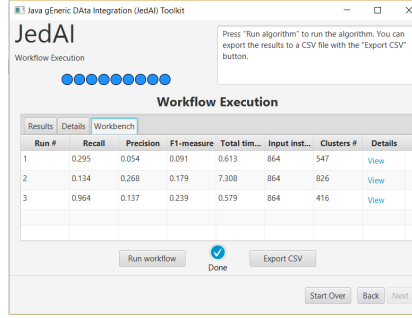 Java gEneric DAta Integration (JedAI) Toolkit
JedAI
Workflow Execution
Press "Run algorithm" to run the algorithm. You can
export the results to a CSV file with the "Export CSV"
button.
Workflow Execution
Results Details Workbench
Run # Recall Precision F1-measure Total tim... Input inst... Clusters # Details
1 0.295 0.054 0.091 0.613 864 547 View
2 0.134 0.268 0.179 7.308 864 826 View
3 0.964 0.137 0.239 0.579 864 416 View
Run workflow Done Export CSV
Start Over Back Next